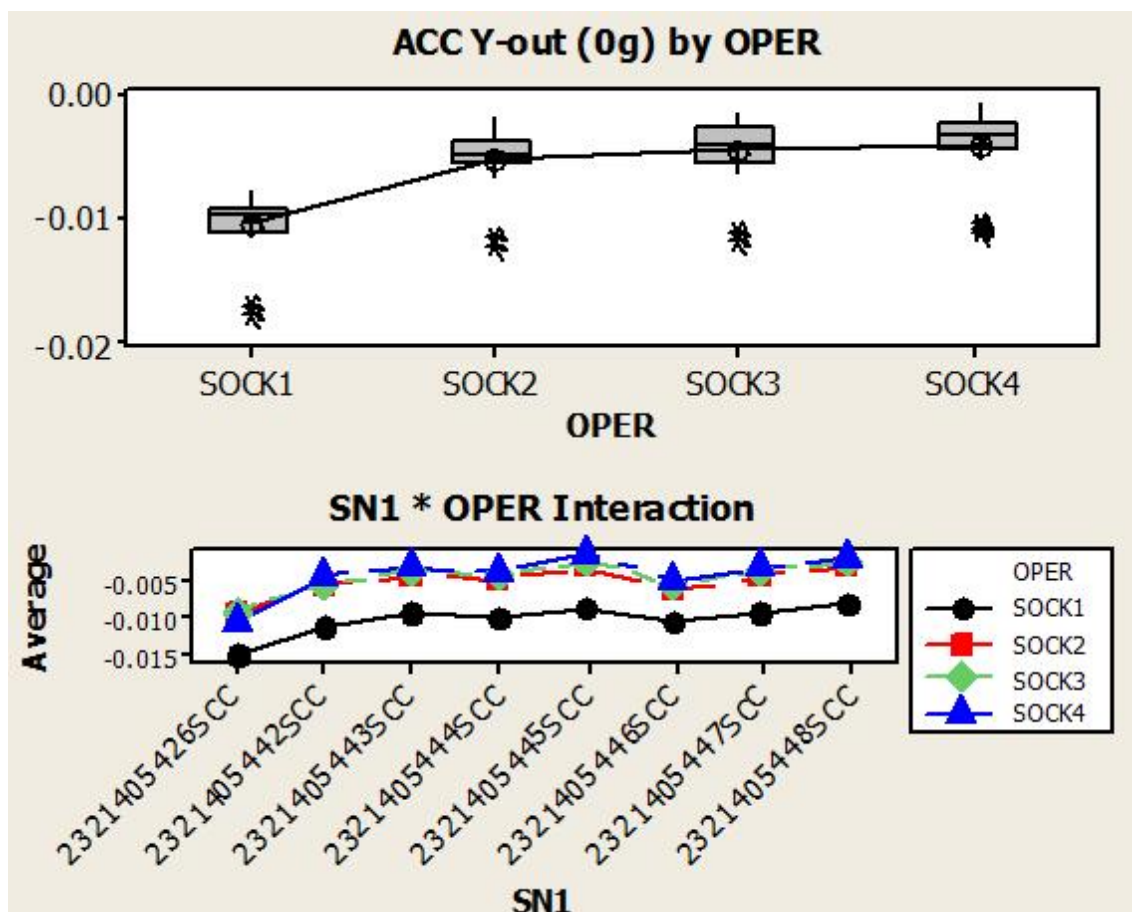 ACC Y-out (0g) by OPER
0.00
-0.01
-0.02
SOCK1 SOCK2 SOCK3 SOCK4
OPER
SN1 * OPER Interaction
Average
-0.005
-0.010
-0.015
2321405426SCC
2321405442SCC
2321405443SCC
2321405444SCC
2321405445SCC
2321405446SCC
2321405447SCC
2321405448SCC
SN1
OPER
SOCK1
SOCK2
SOCK3
SOCK4